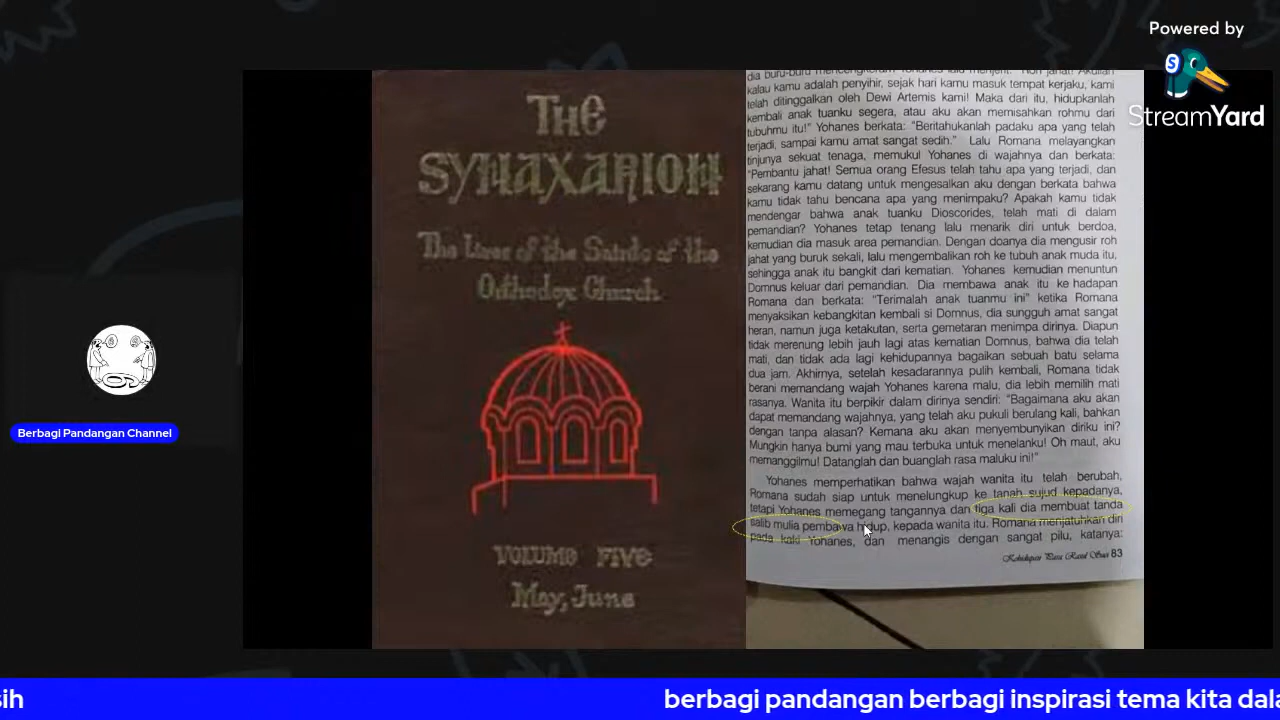 Powered by
StreamYard
THE
SYNAXARION
The Lives of the Saints of the
Orthodox Church
VOLUME FIVE
May, June
kalau kamu adalah penyihir, sejak hari kamu masuk tempat kerjaku, kami
telah ditinggalkan oleh Dewi Artemis kami! Maka dari itu, hidupkanlah
kembali anak tuanku segera, atau aku akan memisahkan rohmu dari
tubuhmu itu!" Yohanes berkata: "Beritahukanlah padaku apa yang telah
terjadi, sampai kamu amat sangat sedih." Lalu Romana melayangkan
tinjunya sekuat tenaga, memukul Yohanes di wajahnya dan berkata:
"Pembantu jahat! Semua orang Efesus telah tahu apa yang terjadi, dan
sekarang kamu datang untuk mengesalkan aku dengan berkata bahwa
kamu tidak tahu bencana apa yang menimpaku? Apakah kamu tidak
mendengar bahwa anak tuanku Dioscorides, telah mati di dalam
pemandian? Yohanes tetap tenang lalu menarik diri untuk berdoa,
kemudian dia masuk area pemandian. Dengan doanya dia mengusir roh
jahat yang buruk sekali, lalu mengembalikan roh ke tubuh anak muda itu,
sehingga anak itu bangkit dari kematian. Yohanes kemudian menuntun
Domnus keluar dari pemandian. Dia membawa anak itu ke hadapan
Romana dan berkata: "Terimalah anak tuanmu ini" ketika Romana
menyaksikan kebangkitan kembali si Domnus, dia sungguh amat sangat
heran, namun juga ketakutan, serta gemetaran menimpa dirinya. Diapun
tidak merenung lebih jauh lagi atas kematian Domnus, bahwa dia telah
mati, dan tidak ada lagi kehidupannya bagaikan sebuah batu selama
dua jam. Akhirnya, setelah kesadarannya pulih kembali, Romana tidak
berani memandang wajah Yohanes karena malu, dia lebih memilih mati
rasanya. Wanita itu berpikir dalam dirinya sendiri: "Bagaimana aku akan
dapat memandang wajahnya, yang telah aku pukuli berulang kali, bahkan
dengan tanpa alasan? Kemana aku akan menyembunyikan diriku ini?
Mungkin hanya bumi yang mau terbuka untuk menelanku! Oh maut, aku
memanggilmu! Datanglah dan buanglah rasa maluku ini!"
Yohanes memperhatikan bahwa wajah wanita itu telah berubah,
Romana sudah siap untuk menelungkup ke tanah sujud kepadanya,
tetapi Yohanes memegang tangannya dan tiga kali dia membuat tanda
salib mulia pembawa hidup, kepada wanita itu. Romana menjatuhkan diri
pada kaki Yohanes, dan menangis dengan sangat pilu, katanya:
Kehidupan Para Rasul Suci 83
Berbagi Pandangan Channel
sih berbagi pandangan berbagi inspirasi tema kita dala